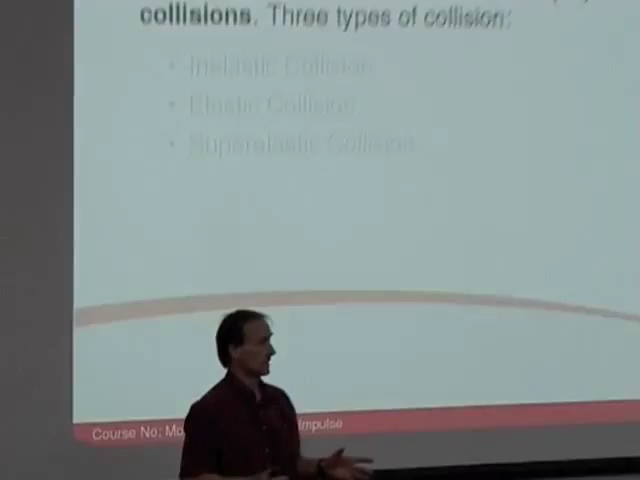 collisions. Three types of collision:
• Inelastic Collision
• Elastic Collision
• Superelastic Collision
Course No: Mo Impulse